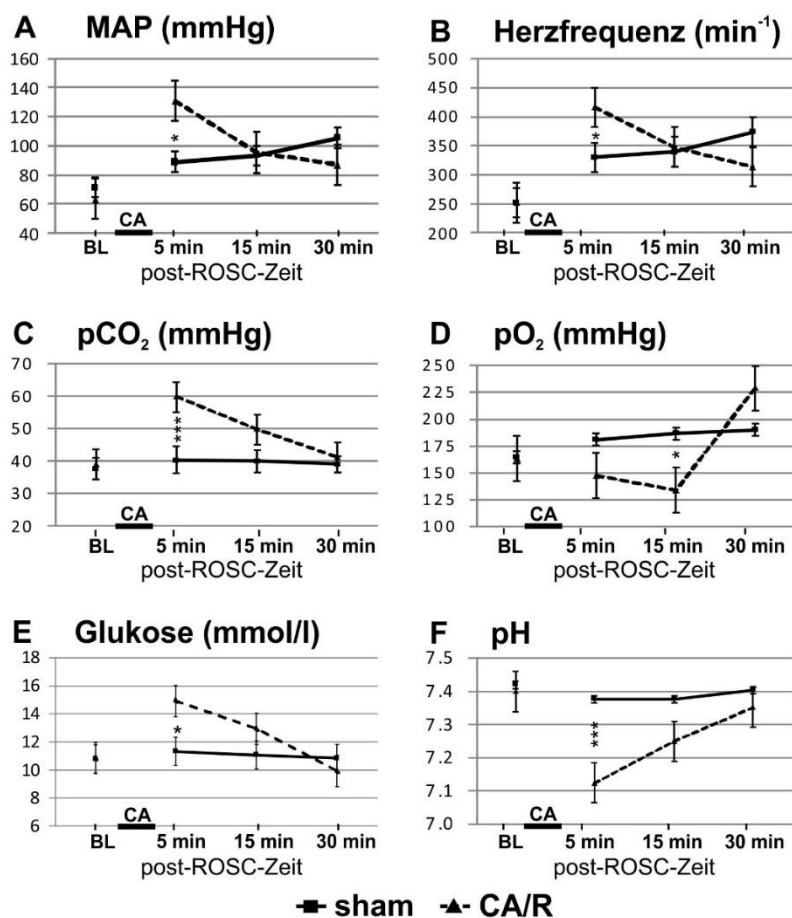 A MAP (mmHg)
160
140
120
100
80
60
40
*
CA
BL 5 min 15 min 30 min
post-ROSC-Zeit
B Herzfrequenz (min⁻¹)
500
450
400
350
300
250
200
*
CA
BL 5 min 15 min 30 min
post-ROSC-Zeit
C pCO₂ (mmHg)
70
60
50
40
30
20
***
CA
BL 5 min 15 min 30 min
post-ROSC-Zeit
D pO₂ (mmHg)
250
225
200
175
150
125
100
*
CA
BL 5 min 15 min 30 min
post-ROSC-Zeit
E Glukose (mmol/l)
18
16
14
12
10
8
6
*
CA
BL 5 min 15 min 30 min
post-ROSC-Zeit
F pH
7.5
7.4
7.3
7.2
7.1
7.0
***
CA
BL 5 min 15 min 30 min
post-ROSC-Zeit
sham CA/R